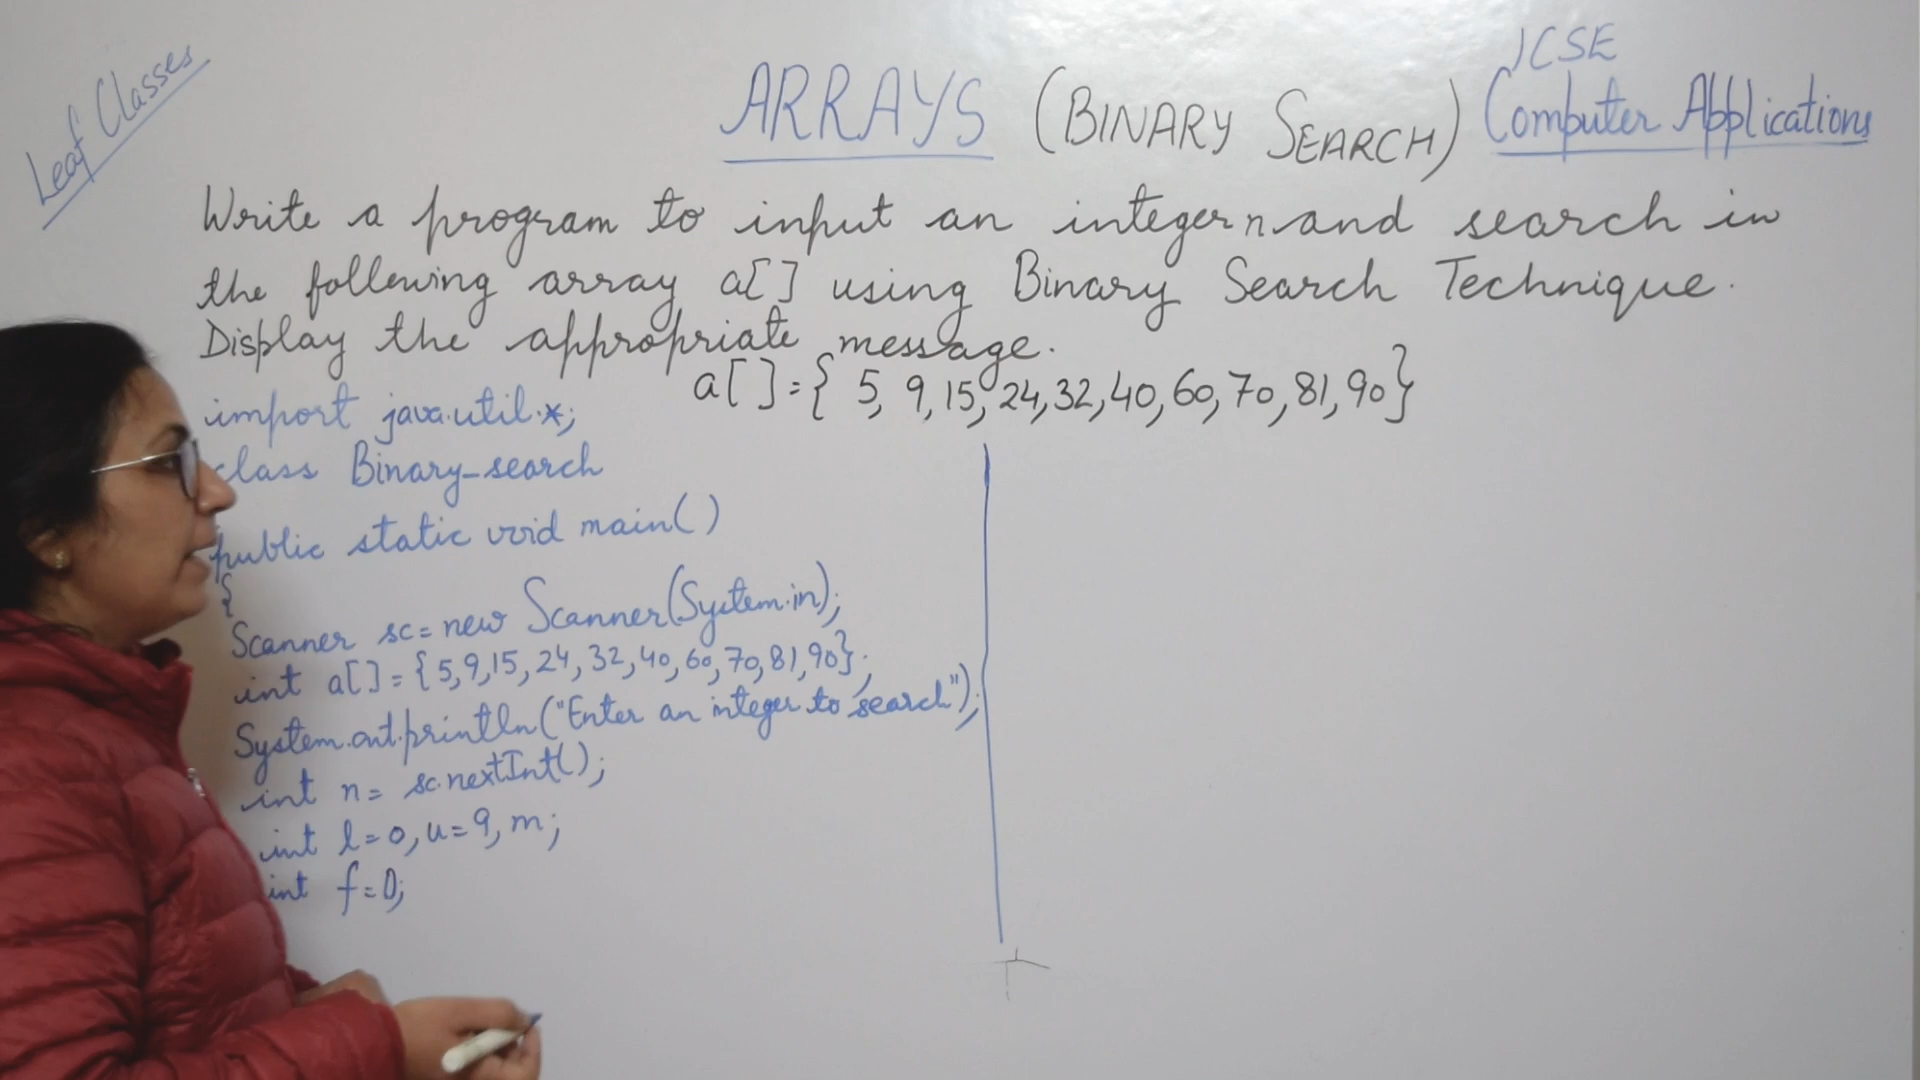 Leaf Classes
ARRAYS (BINARY SEARCH)
ICSE
Computer Applications
Write a program to input an integer n and search in
the following array a[] using Binary Search Technique.
Display the appropriate message.
a[]={ 5, 9, 15, 24, 32, 40, 60, 70, 81, 90}
import java.util.*;
class Binary_search
public static void main()
{
Scanner sc= new Scanner(System.in);
int a[]={5,9,15,24,32,40,60,70,81,90};
System.out.println("Enter an integer to search");
int n= sc.nextInt();
int l=0, u=9, m;
int f=0;